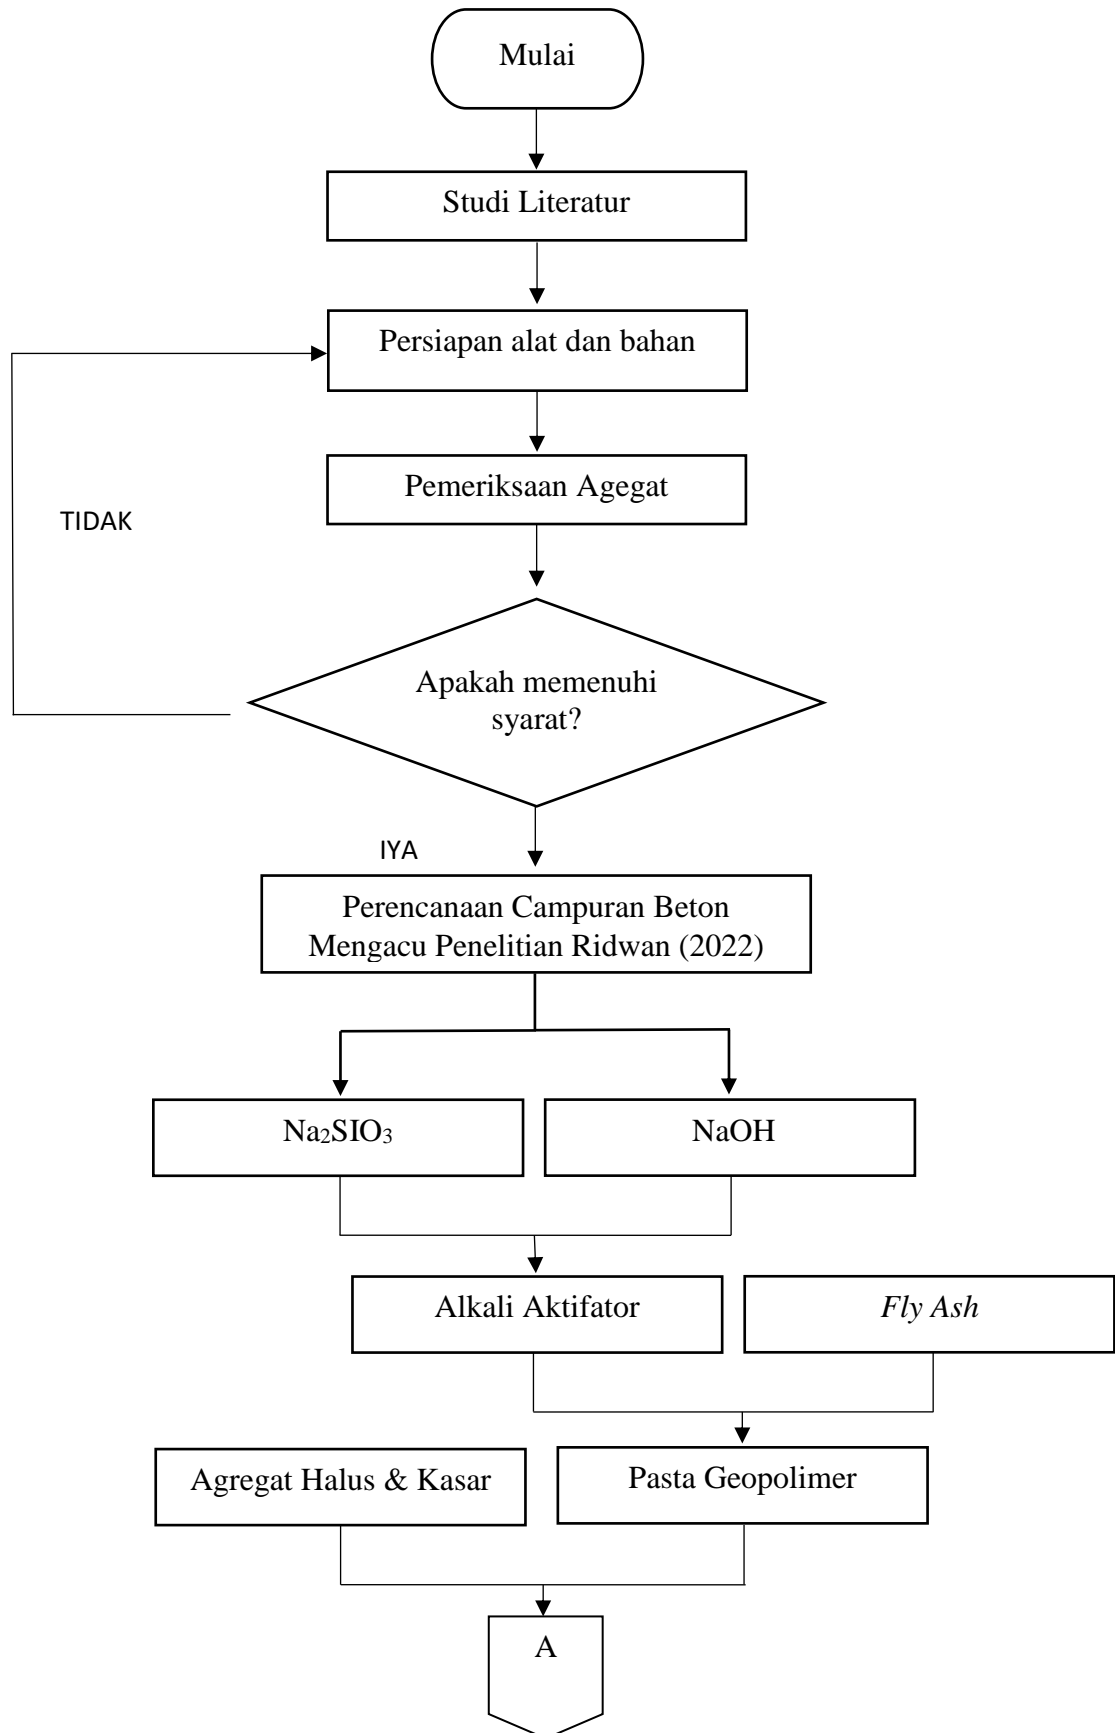 Mulai
Studi Literatur
Persiapan alat dan bahan
Pemeriksaan Agegat
TIDAK
Apakah memenuhi
syarat?
IYA
Perencanaan Campuran Beton
Mengacu Penelitian Ridwan (2022)
Na₂SIO₃
NaOH
Alkali Aktifator
Fly Ash
Agregat Halus & Kasar
Pasta Geopolimer
A